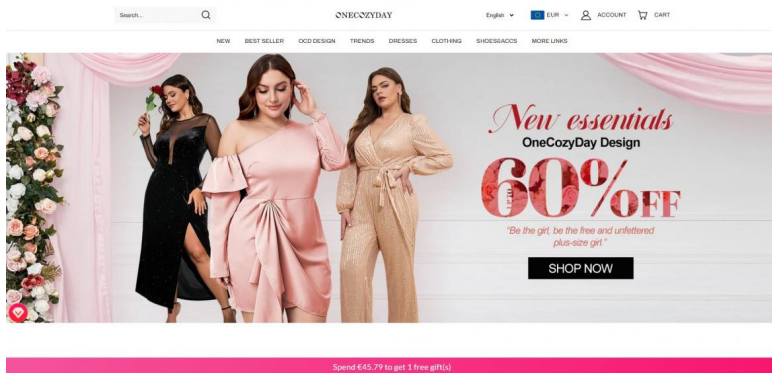 Search...
ONECOZYDAY
English
EUR
ACCOUNT
CART
NEW BEST SELLER OCD DESIGN TRENDS DRESSES CLOTHING SHOES&ACCS MORE LINKS
New essentials
OneCozyDay Design
UP TO 60% OFF
"Be the girl, be the free and unfettered
plus-size girl."
SHOP NOW
Spend €45.79 to get 1 free gift(s)